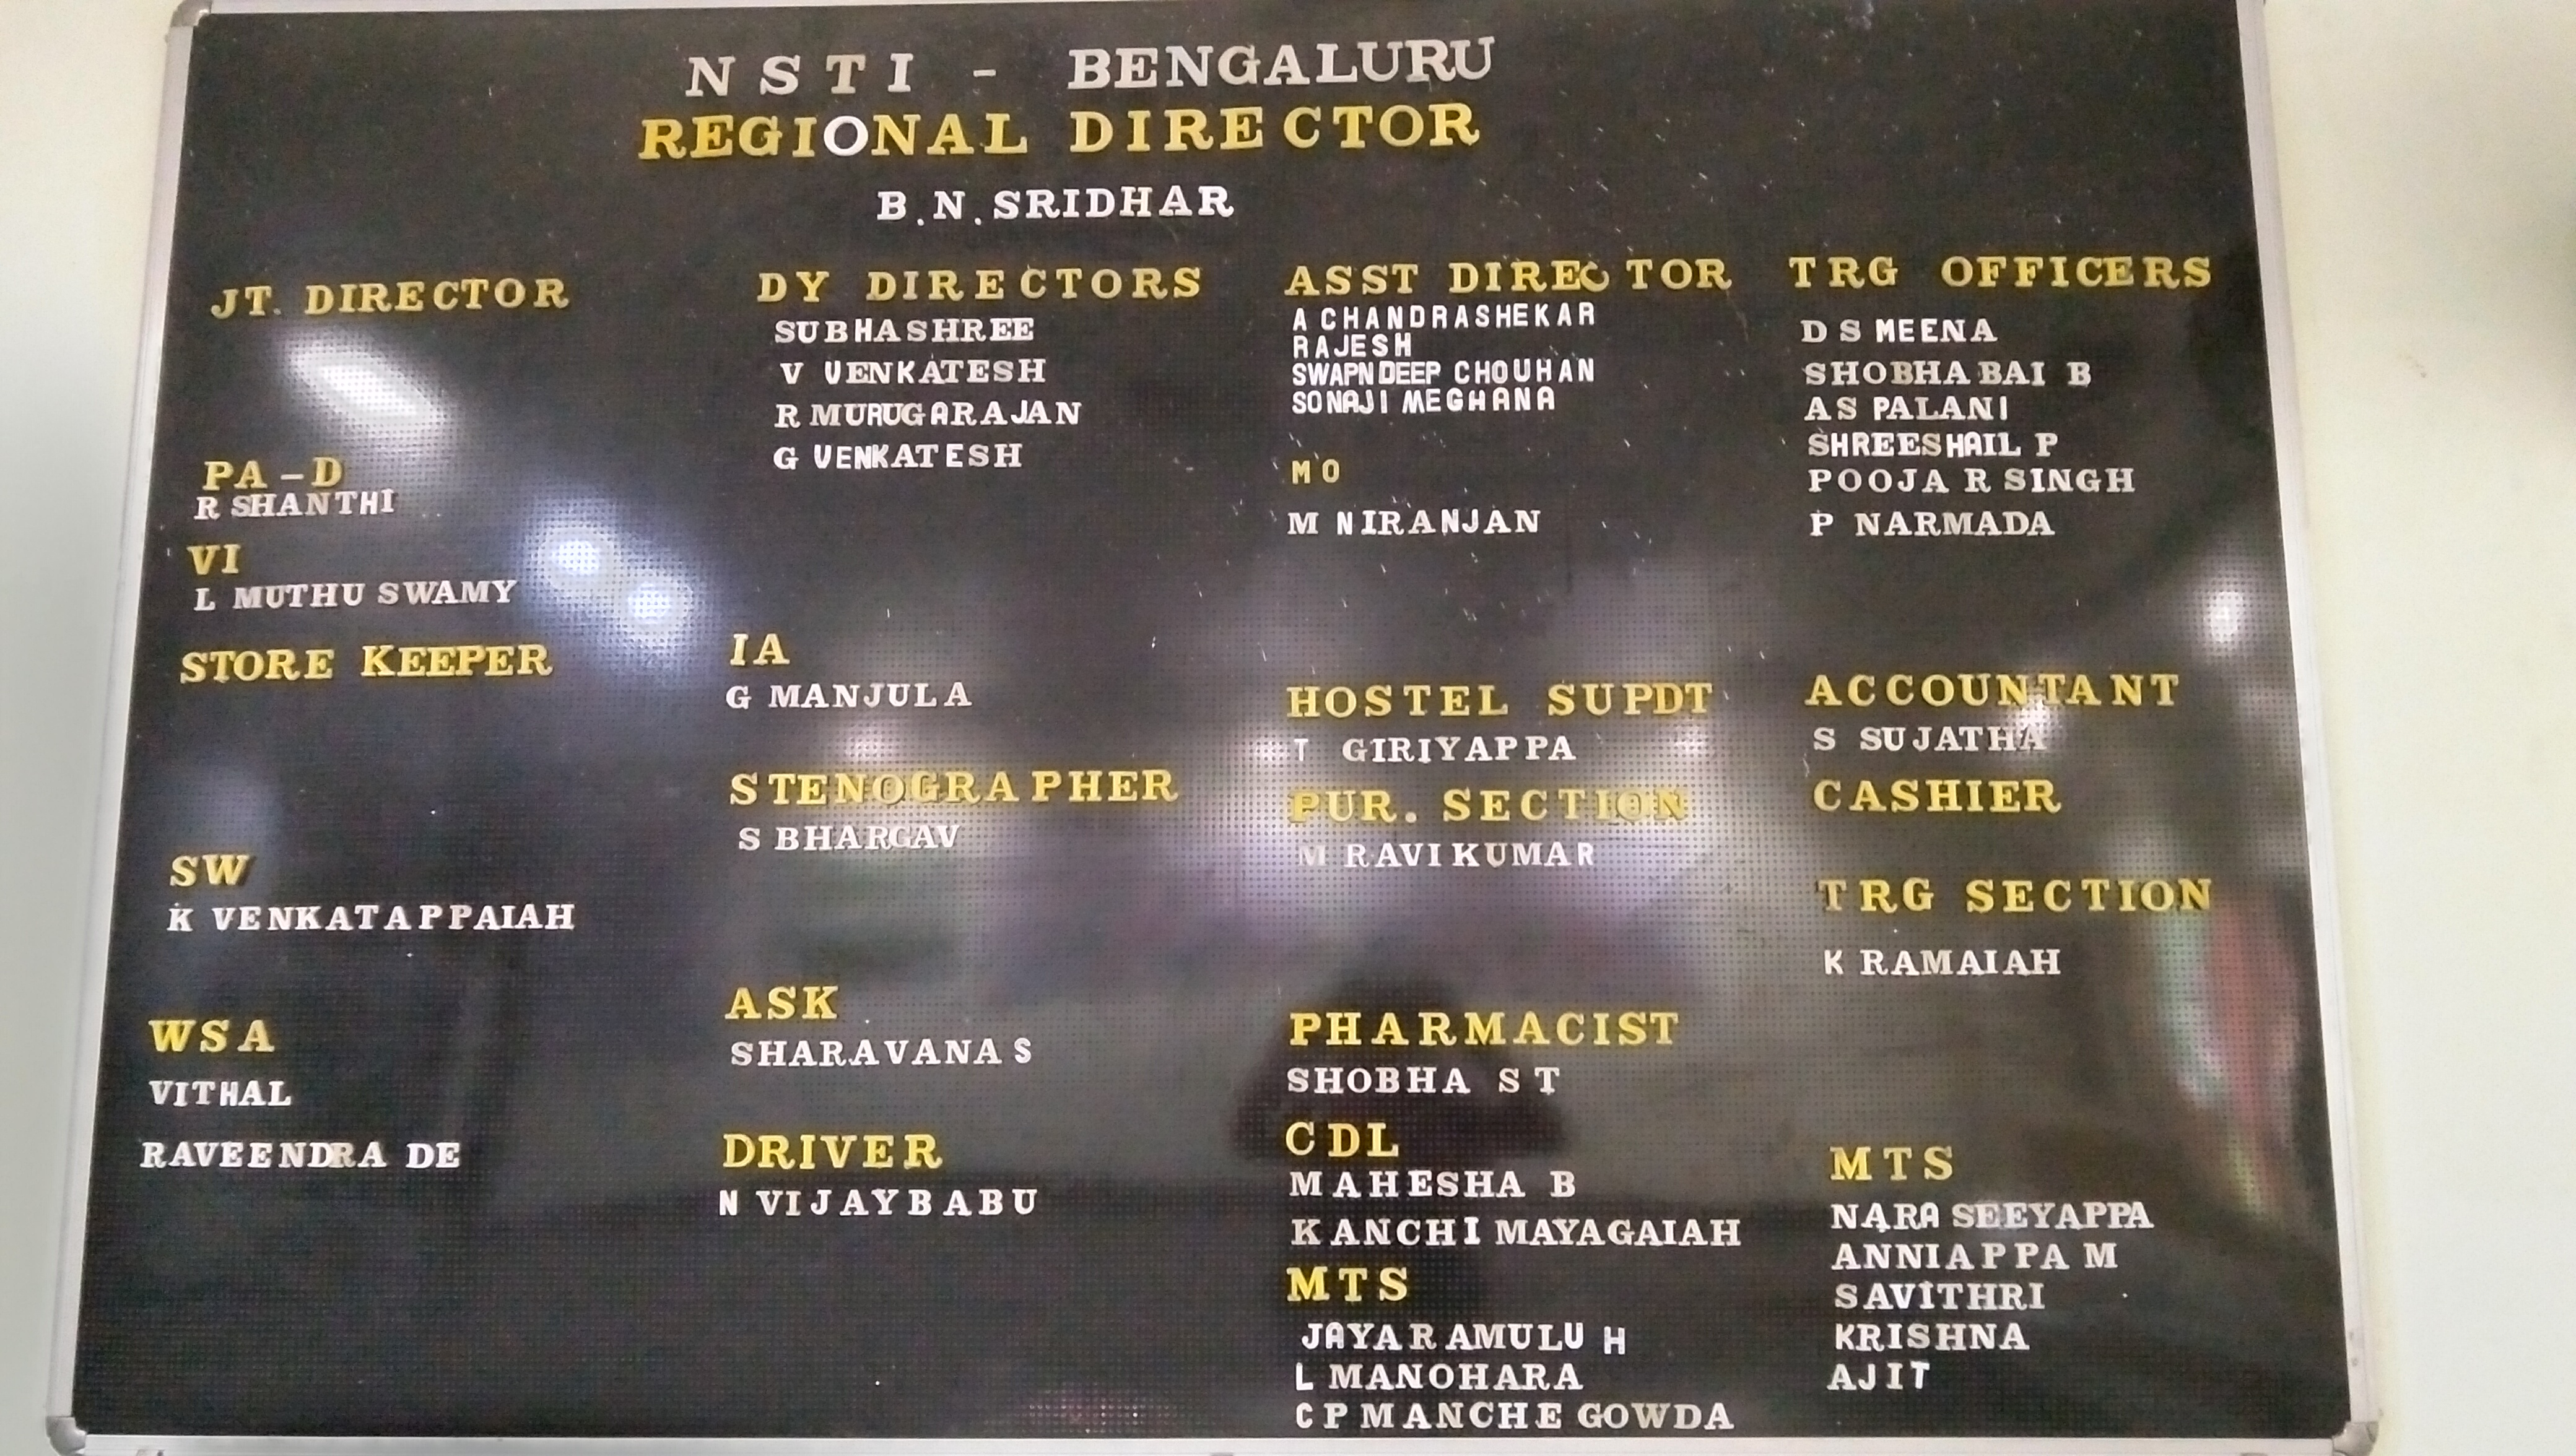 NSTI - BENGALURU
REGIONAL DIRECTOR
B.N.SRIDHAR
JT. DIRECTOR
PA-D
R SHANTHI
VI
L MUTHU SWAMY
STORE KEEPER
SW
K VENKATAPPAIAH
WSA
VITHAL
RAVEENDRA DE
DY DIRECTORS
SUBHASHREE
V VENKATESH
R MURUGARAJAN
G VENKATESH
IA
G MANJULA
STENOGRAPHER
S BHARGAV
ASK
SHARAVANA S
DRIVER
N VIJAYBABU
ASST DIRECTOR
A CHANDRASHEKAR
RAJESH
SWAPNDEEP CHOUHAN
SONAJI MEGHANA
MO
M NIRANJAN
HOSTEL SUPDT
T GIRIYAPPA
PUR. SECTION
M RAVIKUMAR
PHARMACIST
SHOBHA S T
CDL
MAHESHA B
KANCHI MAYAGAIAH
MTS
JAYARAMULU H
L MANOHARA
C P MANCHE GOWDA
TRG OFFICERS
D S MEENA
SHOBHA BAI B
AS PALANI
SHREESHAIL P
POOJA R SINGH
P NARMADA
ACCOUNTANT
S SUJATHA
CASHIER
TRG SECTION
K RAMAIAH
MTS
NARA SEEYAPPA
ANNIAPPA M
SAVITHRI
KRISHNA
AJIT